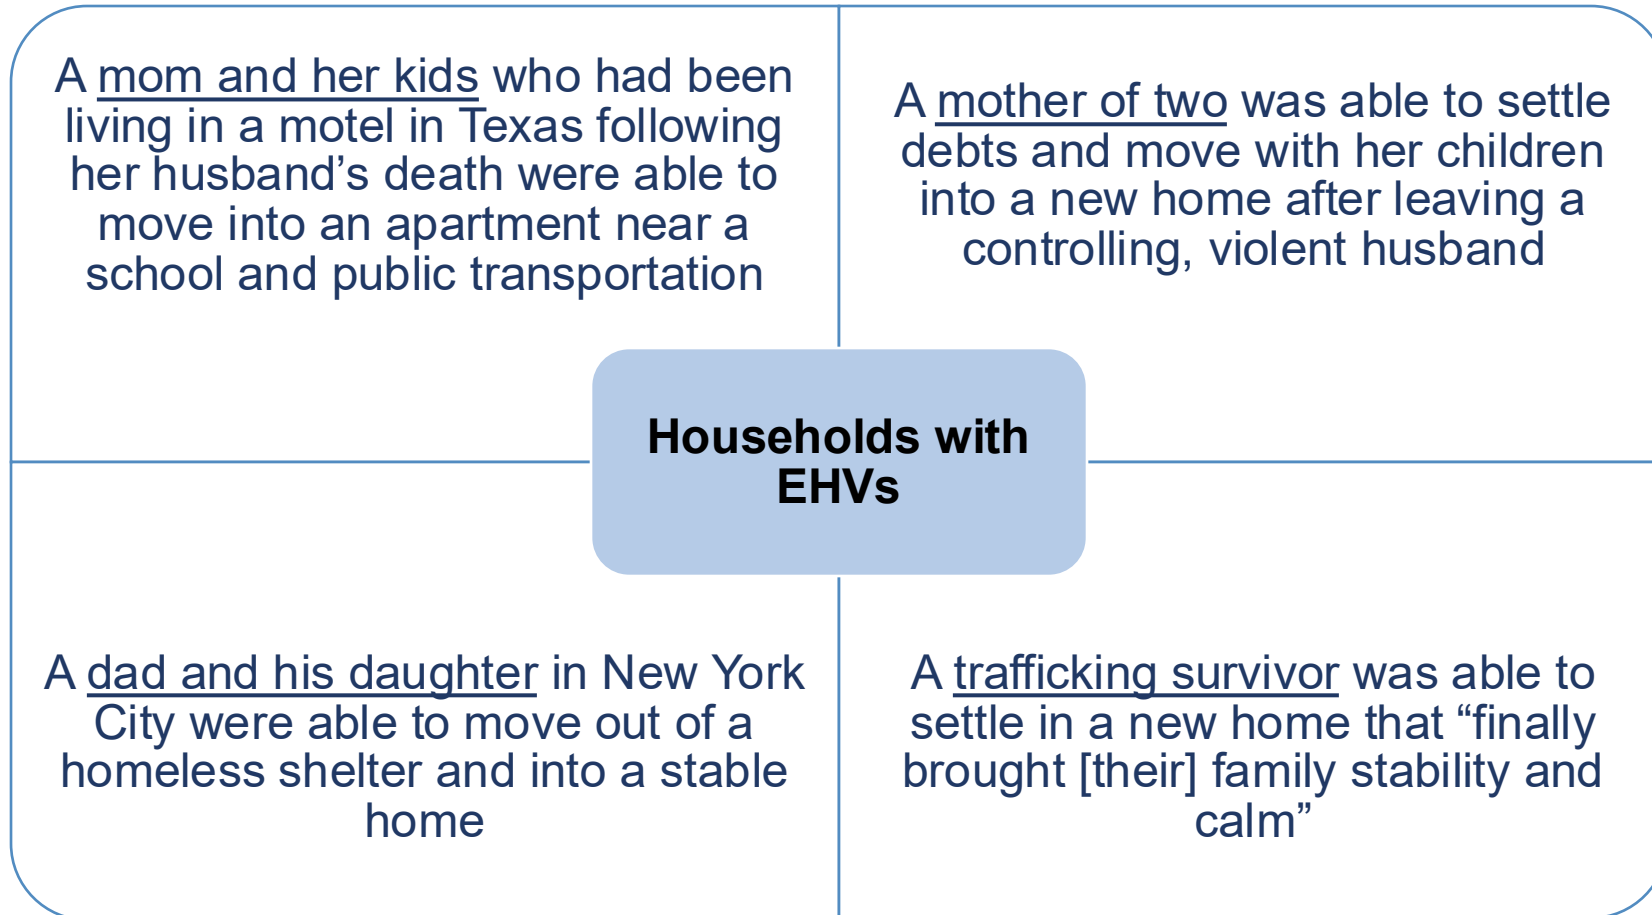 A mom and her kids who had been
living in a motel in Texas following
her husband’s death were able to
move into an apartment near a
school and public transportation
A mother of two was able to settle
debts and move with her children
into a new home after leaving a
controlling, violent husband
Households with
EHVs
A dad and his daughter in New York
City were able to move out of a
homeless shelter and into a stable
home
A trafficking survivor was able to
settle in a new home that “finally
brought [their] family stability and
calm”